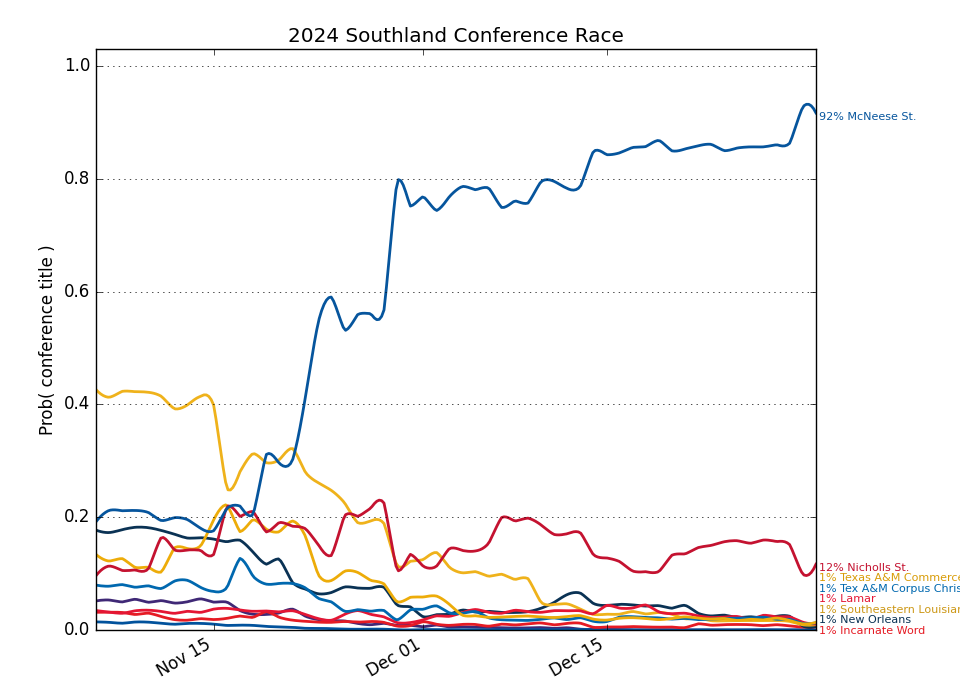 2024 Southland Conference Race
1.0
0.8
0.6
0.4
0.2
0.0
Prob( conference title )
Nov 15
Dec 01
Dec 15
92% McNeese St.
12% Nicholls St.
1% Texas A&M Commerce
1% Tex A&M Corpus Chris
1% Lamar
1% Southeastern Louisian
1% New Orleans
1% Incarnate Word